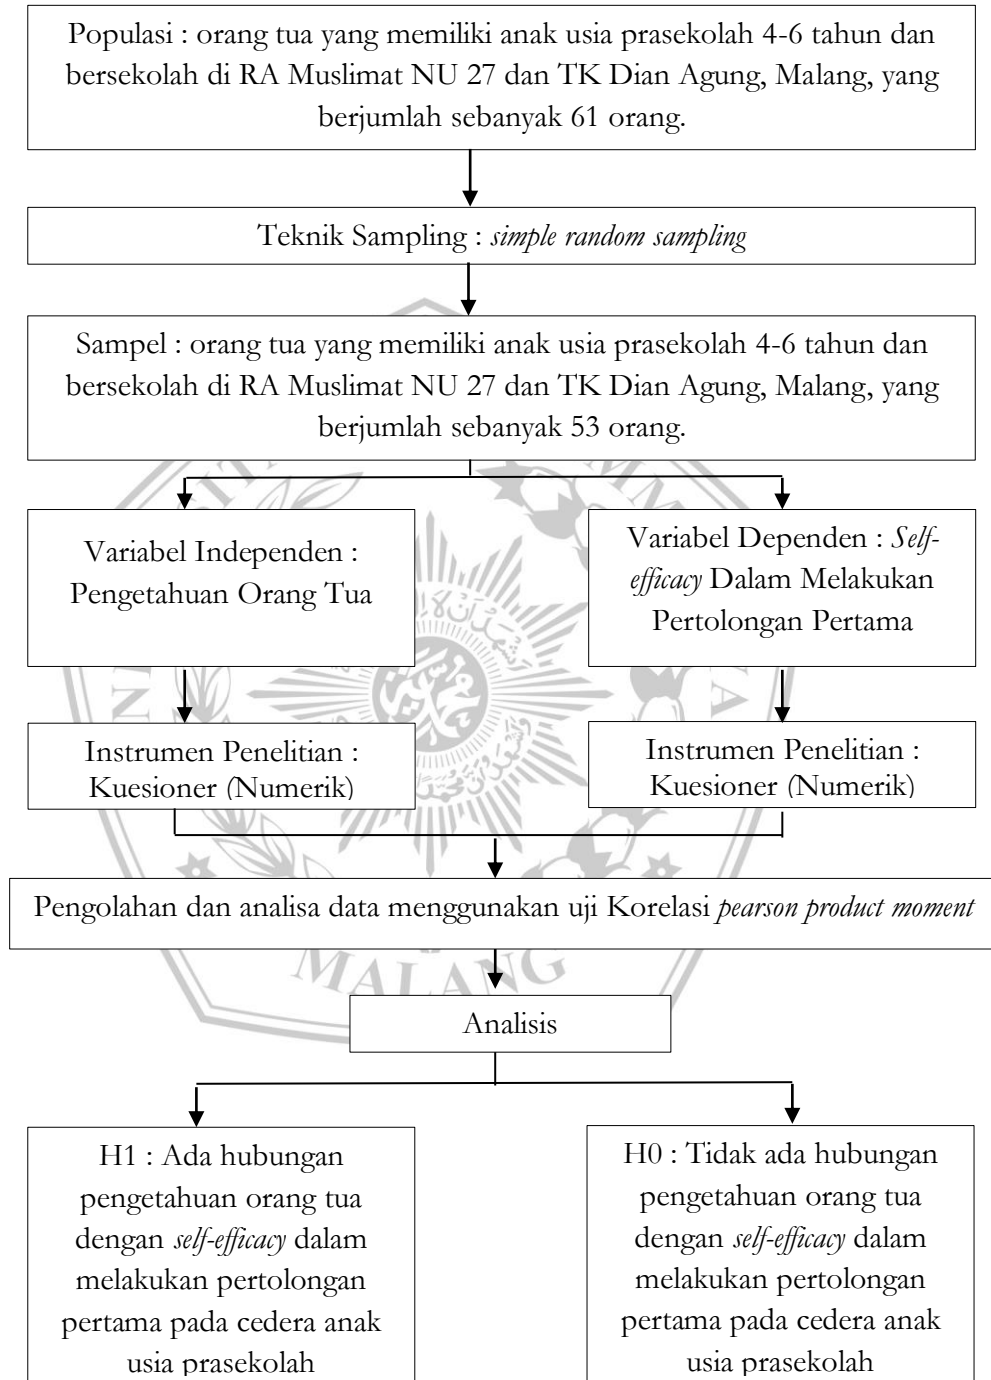 Populasi : orang tua yang memiliki anak usia prasekolah 4-6 tahun dan
bersekolah di RA Muslimat NU 27 dan TK Dian Agung, Malang, yang
berjumlah sebanyak 61 orang.
Teknik Sampling : simple random sampling
Sampel : orang tua yang memiliki anak usia prasekolah 4-6 tahun dan
bersekolah di RA Muslimat NU 27 dan TK Dian Agung, Malang, yang
berjumlah sebanyak 53 orang.
Variabel Independen :
Pengetahuan Orang Tua
Variabel Dependen : Self-
efficacy Dalam Melakukan
Pertolongan Pertama
Instrumen Penelitian :
Kuesioner (Numerik)
Instrumen Penelitian :
Kuesioner (Numerik)
Pengolahan dan analisa data menggunakan uji Korelasi pearson product moment
MALANG
Analisis
H1 : Ada hubungan
pengetahuan orang tua
dengan self-efficacy dalam
melakukan pertolongan
pertama pada cedera anak
usia prasekolah
H0 : Tidak ada hubungan
pengetahuan orang tua
dengan self-efficacy dalam
melakukan pertolongan
pertama pada cedera anak
usia prasekolah